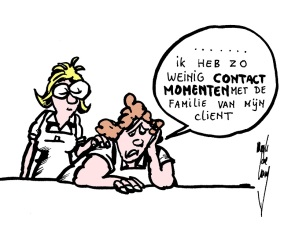 ........
ik HEB ZO
WEINIG CONTACT
MOMENTEN MET DE
FAMILIE VAN MIJN
CLIENT